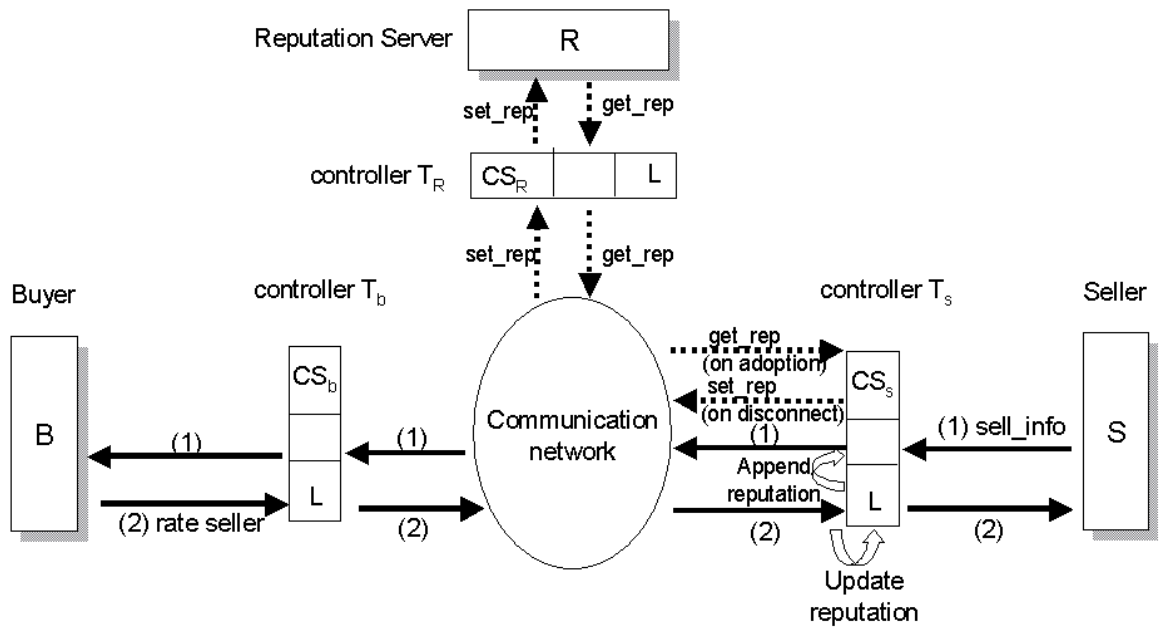 Reputation Server
R
set_rep
get_rep
controller T_R
CS_R
L
set_rep
get_rep
Buyer
controller T_b
controller T_s
Seller
get_rep
(on adoption)
set_rep
(on disconnect)
CS_b
CS_s
B
S
Communication
network
(1)
(1)
(1)
(1) sell_info
Append
reputation
L
L
(2) rate seller
(2)
(2)
(2)
Update
reputation